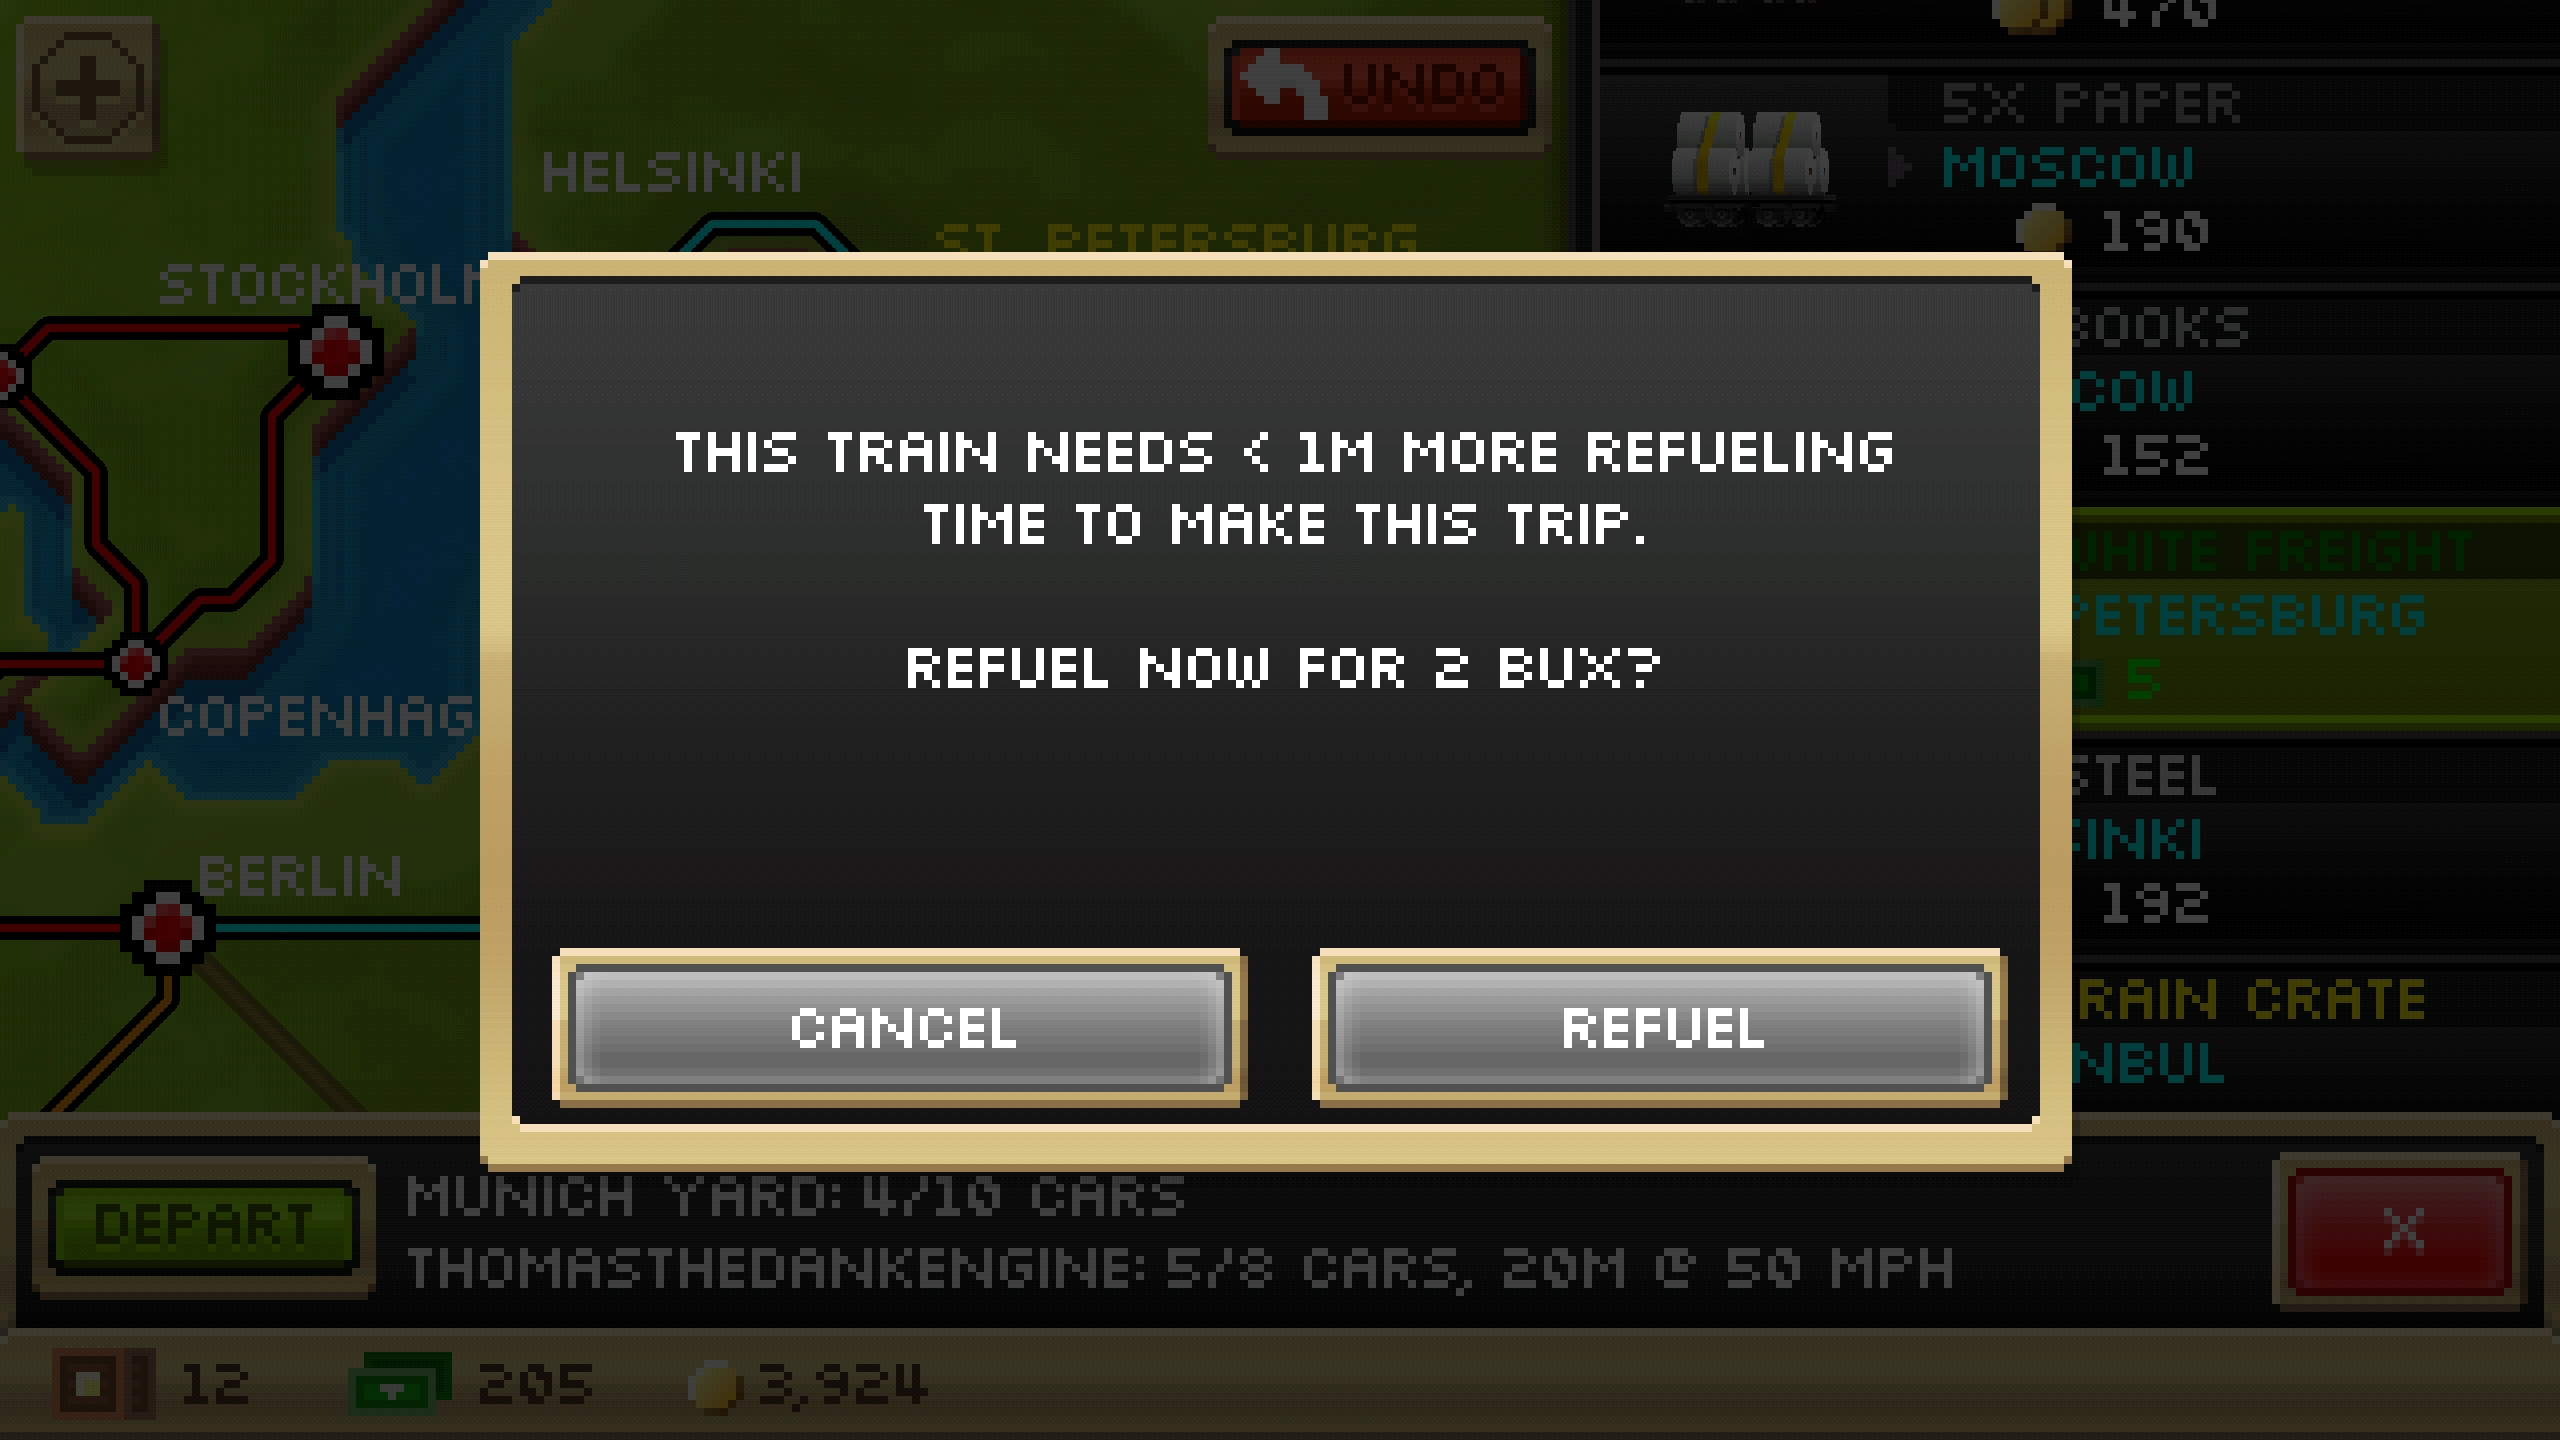 470
UNDO
5X PAPER
HELSINKI
MOSCOW
190
ST. PETERSBURG
STOCKHOLM
BOOKS
COW
152
THIS TRAIN NEEDS < 1M MORE REFUELING
TIME TO MAKE THIS TRIP.
WHITE FREIGHT
PETERSBURG
REFUEL NOW FOR 2 BUX?
5
COPENHAG
STEEL
SINKI
BERLIN
192
RAIN CRATE
CANCEL
REFUEL
NBUL
MUNICH YARD: 4/10 CARS
DEPART
X
THOMASTHEDANKENGINE: 5/8 CARS, 20M @ 50 MPH
12
205
3,924